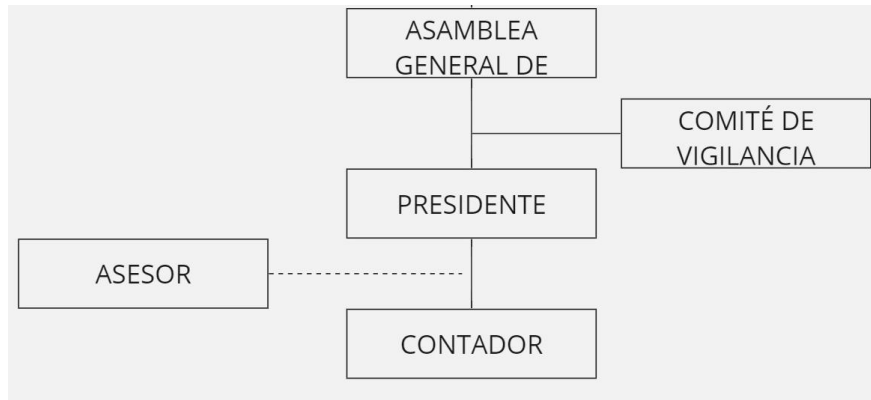 ASAMBLEA
GENERAL DE
COMITÉ DE
VIGILANCIA
PRESIDENTE
ASESOR
CONTADOR